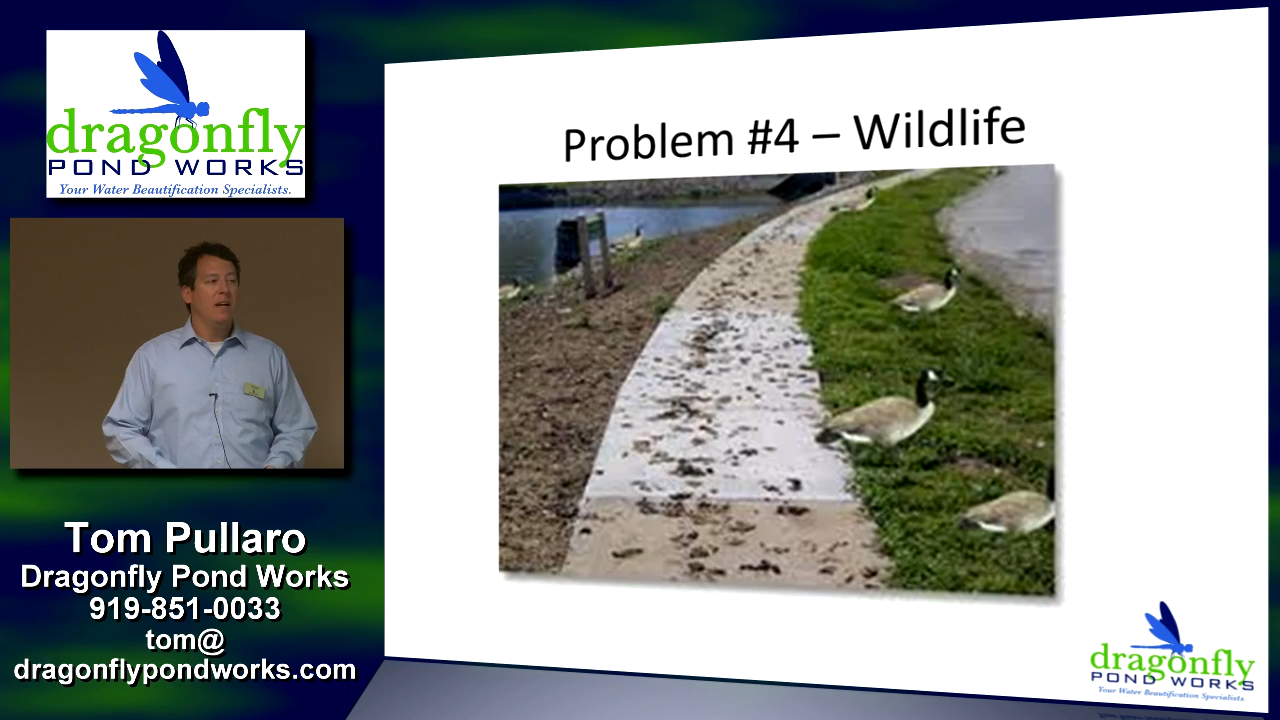 dragonfly
POND WORKS
Your Water Beautification Specialists.
Problem #4 – Wildlife
Tom Pullaro
Dragonfly Pond Works
919-851-0033
tom@
dragonflypondworks.com
dragonfly
POND WORKS
Your Water Beautification Specialists.